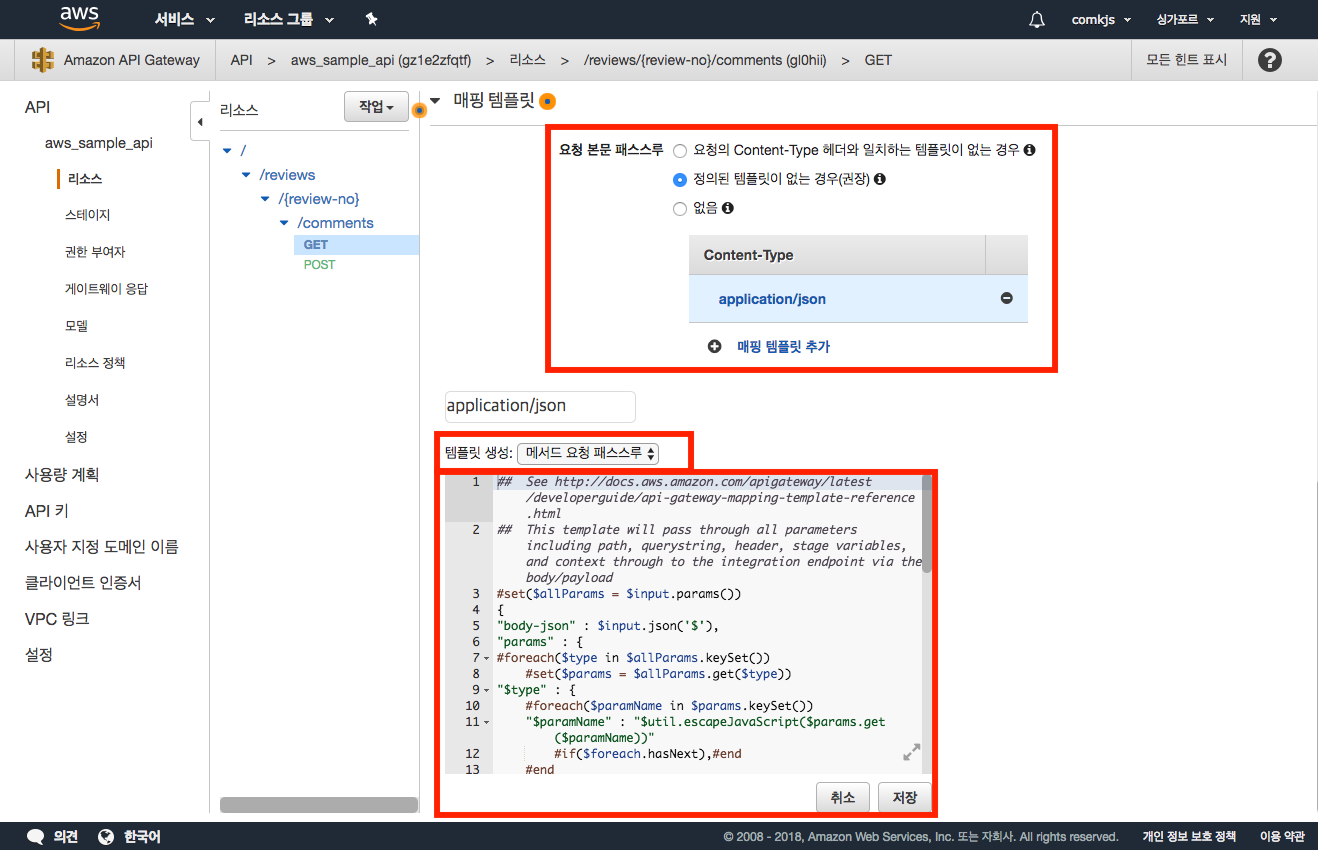 aws
서비스
리소스 그룹
comkjs
싱가포르
지원
Amazon API Gateway
API > aws_sample_api (gz1e2zfqtf) > 리소스 > /reviews/{review-no}/comments (gl0hii) > GET
모든 힌트 표시
API
aws_sample_api
리소스
스테이지
권한 부여자
게이트웨이 응답
모델
리소스 정책
설명서
설정
사용량 계획
API 키
사용자 지정 도메인 이름
클라이언트 인증서
VPC 링크
설정
리소스
작업
/
/reviews
/{review-no}
/comments
GET
POST
매핑 템플릿
요청 본문 패스스루
요청의 Content-Type 헤더와 일치하는 템플릿이 없는 경우
정의된 템플릿이 없는 경우(권장)
없음
Content-Type
application/json
매핑 템플릿 추가
application/json
템플릿 생성: 메서드 요청 패스스루
1 ##  See http://docs.aws.amazon.com/apigateway/latest
/developerguide/api-gateway-mapping-template-reference
.html
2 ##  This template will pass through all parameters
including path, querystring, header, stage variables,
and context through to the integration endpoint via the
body/payload
3 #set($allParams = $input.params())
4 {
5 "body-json" : $input.json('$'),
6 "params" : {
7 #foreach($type in $allParams.keySet())
8 #set($params = $allParams.get($type))
9 "$type" : {
10 #foreach($paramName in $params.keySet())
11 "$paramName" : "$util.escapeJavaScript($params.get
($paramName))"
12 #if($foreach.hasNext),#end
13 #end
취소
저장
의견
한국어
© 2008 - 2018, Amazon Web Services, Inc. 또는 자회사. All rights reserved.
개인 정보 보호 정책
이용 약관